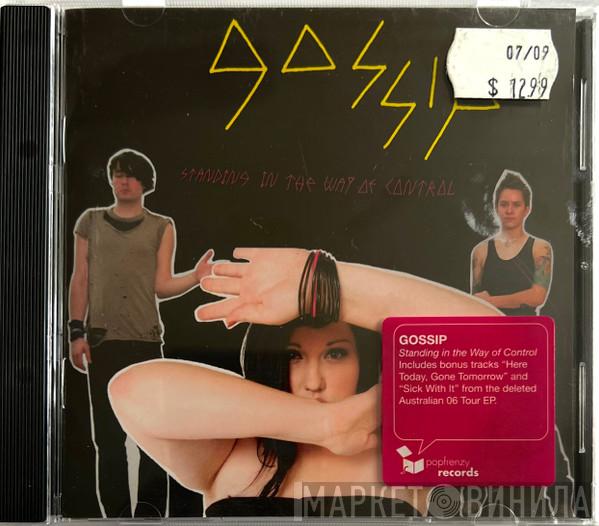 gossip
07/09
$ 12.99
STANDING IN THE WAY OF CONTROL
GOSSIP
Standing in the Way of Control
Includes bonus tracks “Here
Today, Gone Tomorrow” and
“Sick With It” from the deleted
Australian 06 Tour EP.
popfrenzy
records
МАРКЕТ ВИНИЛА